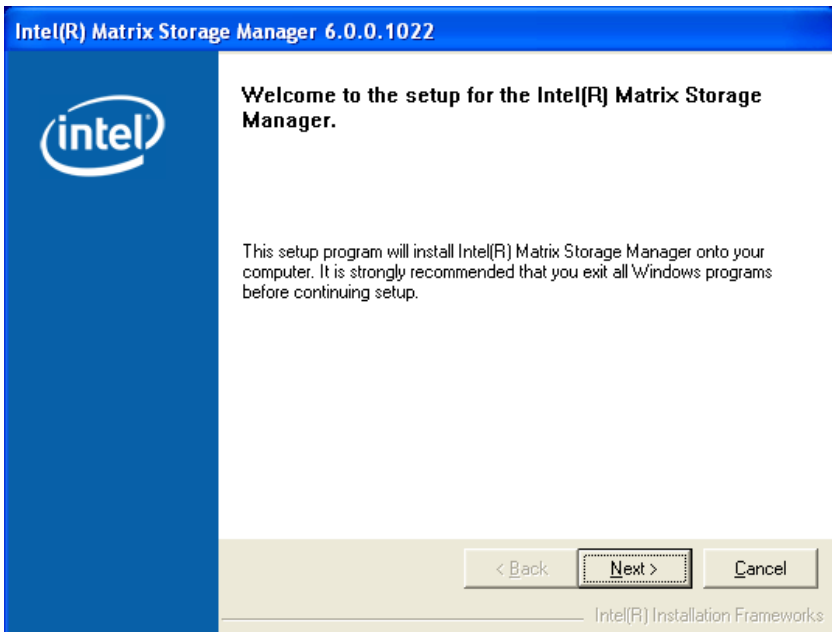 Intel(R) Matrix Storage Manager 6.0.0.1022
intel
Welcome to the setup for the Intel(R) Matrix Storage
Manager.
This setup program will install Intel(R) Matrix Storage Manager onto your
computer. It is strongly recommended that you exit all Windows programs
before continuing setup.
< Back Next > Cancel
Intel(R) Installation Frameworks